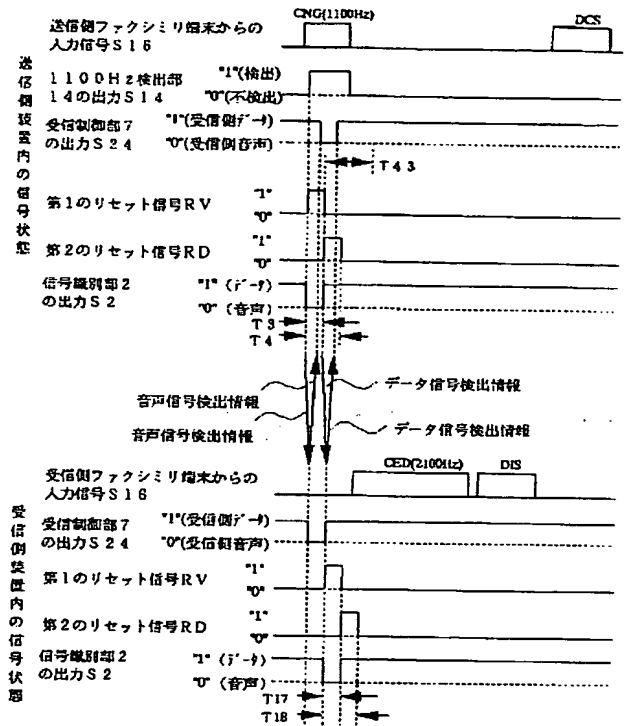 CNG(1100Hz)
DCS
送信側ファクシミリ端末からの
入力信号S16
送信側装置内の信号状態
1100Hz検出部
14の出力S14
"1"(検出)
"0"(不検出)
受信制御部7
の出力S24
"1"(受信側データ)
"0"(受信側音声)
T43
第1のリセット信号RV
"1"
"0"
第2のリセット信号RD
"1"
"0"
信号識別部2
の出力S2
"1"(データ)
"0"(音声)
T3
T4
データ信号検出情報
音声信号検出情報
音声信号検出情報
データ信号検出情報
受信側ファクシミリ端末からの
入力信号S16
CED(2100Hz)
DIS
受信側装置内の信号状態
受信制御部7
の出力S24
"1"(受信側データ)
"0"(受信側音声)
第1のリセット信号RV
"1"
"0"
第2のリセット信号RD
"1"
"0"
信号識別部2
の出力S2
"1"(データ)
"0"(音声)
T17
T18